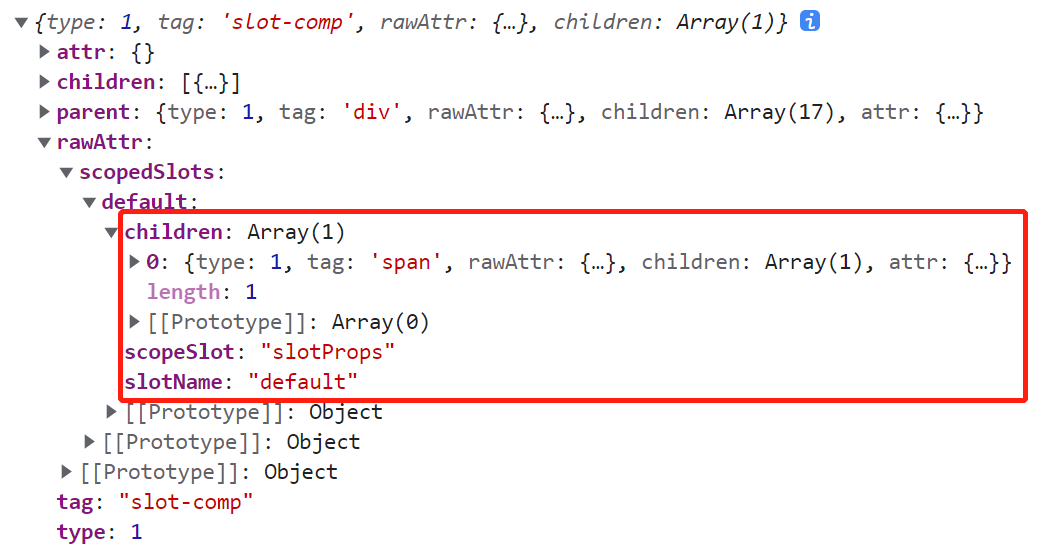 ▼{type: 1, tag: 'slot-comp', rawAttr: {…}, children: Array(1)} i
▶attr: {}
▶children: [{…}]
▶parent: {type: 1, tag: 'div', rawAttr: {…}, children: Array(17), attr: {…}}
▼rawAttr:
▼scopedSlots:
▼default:
▼children: Array(1)
▶0: {type: 1, tag: 'span', rawAttr: {…}, children: Array(1), attr: {…}}
length: 1
▶[[Prototype]]: Array(0)
scopeSlot: "slotProps"
slotName: "default"
▶[[Prototype]]: Object
▶[[Prototype]]: Object
▶[[Prototype]]: Object
tag: "slot-comp"
type: 1